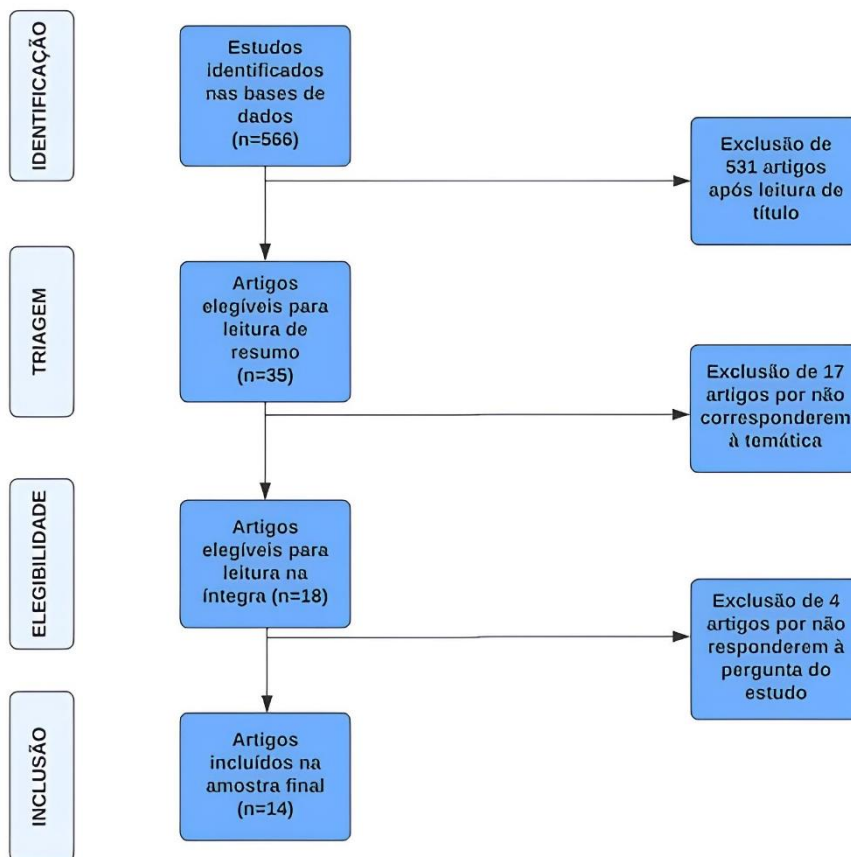 IDENTIFICAÇÃO
Estudos
identificados
nas bases de
dados
(n=566)
Exclusão de
531 artigos
após leitura de
título
TRIAGEM
Artigos
elegíveis para
leitura de
resumo
(n=35)
Exclusão de 17
artigos por não
corresponderem
à temática
ELEGIBILIDADE
Artigos
elegíveis para
leitura na
íntegra (n=18)
Exclusão de 4
artigos por não
responderem à
pergunta do
estudo
INCLUSÃO
Artigos
incluídos na
amostra final
(n=14)